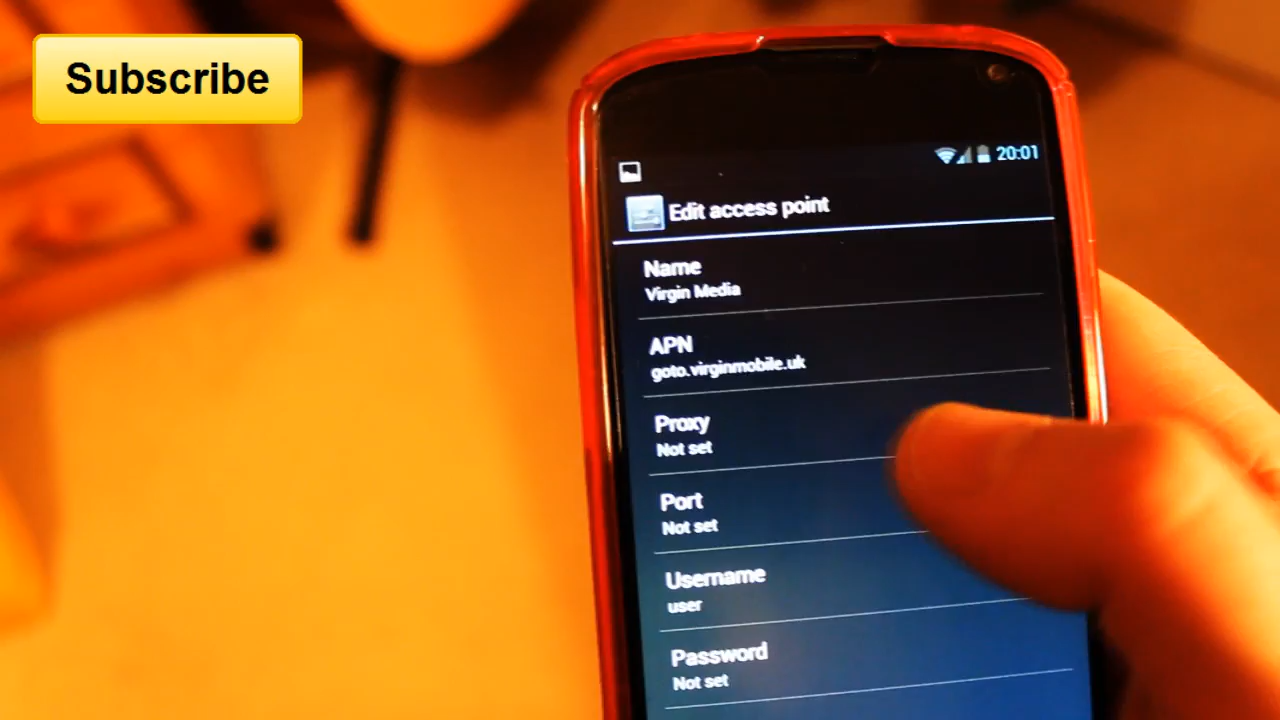 Subscribe
20:01
Edit access point
Name
Virgin Media
APN
goto.virginmobile.uk
Proxy
Not set
Port
Not set
Username
user
Password
Not set